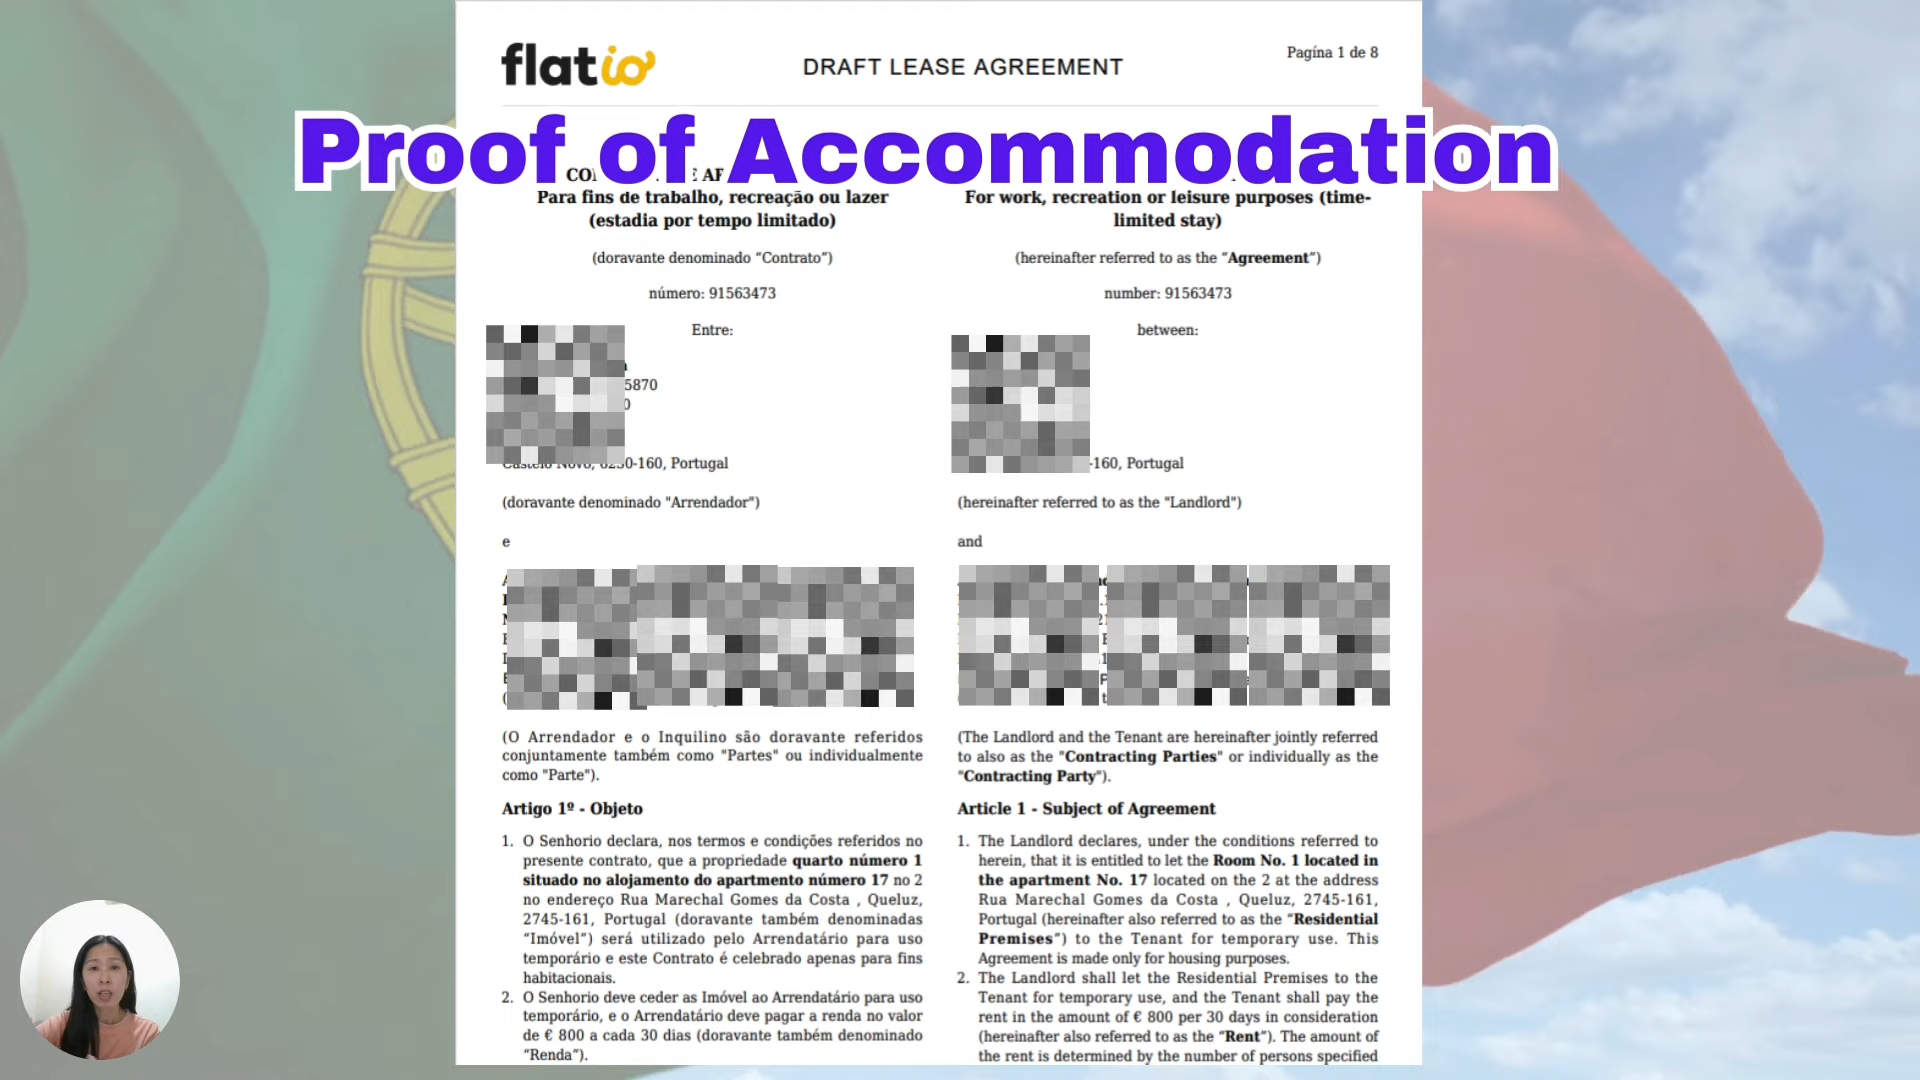 flatio
DRAFT LEASE AGREEMENT
Pagína 1 de 8
Proof of Accommodation
Para fins de trabalho, recreação ou lazer
(estadia por tempo limitado)
(doravante denominado “Contrato”)
número: 91563473
Entre:
5870
0
Castelo Novo, 6230-160, Portugal
(doravante denominado "Arrendador")
e
(O Arrendador e o Inquilino são doravante referidos
conjuntamente também como "Partes" ou individualmente
como "Parte").
Artigo 1º - Objeto
1. O Senhorio declara, nos termos e condições referidos no
presente contrato, que a propriedade quarto número 1
situado no alojamento do apartmento número 17 no 2
no endereço Rua Marechal Gomes da Costa , Queluz,
2745-161, Portugal (doravante também denominadas
“Imóvel”) será utilizado pelo Arrendatário para uso
temporário e este Contrato é celebrado apenas para fins
habitacionais.
2. O Senhorio deve ceder as Imóvel ao Arrendatário para uso
temporário, e o Arrendatário deve pagar a renda no valor
de € 800 a cada 30 dias (doravante também denominado
“Renda”).
For work, recreation or leisure purposes (time-
limited stay)
(hereinafter referred to as the “Agreement”)
number: 91563473
between:
-160, Portugal
(hereinafter referred to as the "Landlord")
and
(The Landlord and the Tenant are hereinafter jointly referred
to also as the "Contracting Parties" or individually as the
"Contracting Party").
Article 1 - Subject of Agreement
1. The Landlord declares, under the conditions referred to
herein, that it is entitled to let the Room No. 1 located in
the apartment No. 17 located on the 2 at the address
Rua Marechal Gomes da Costa , Queluz, 2745-161,
Portugal (hereinafter also referred to as the “Residential
Premises”) to the Tenant for temporary use. This
Agreement is made only for housing purposes.
2. The Landlord shall let the Residential Premises to the
Tenant for temporary use, and the Tenant shall pay the
rent in the amount of € 800 per 30 days in consideration
(hereinafter also referred to as the “Rent”). The amount of
the rent is determined by the number of persons specified